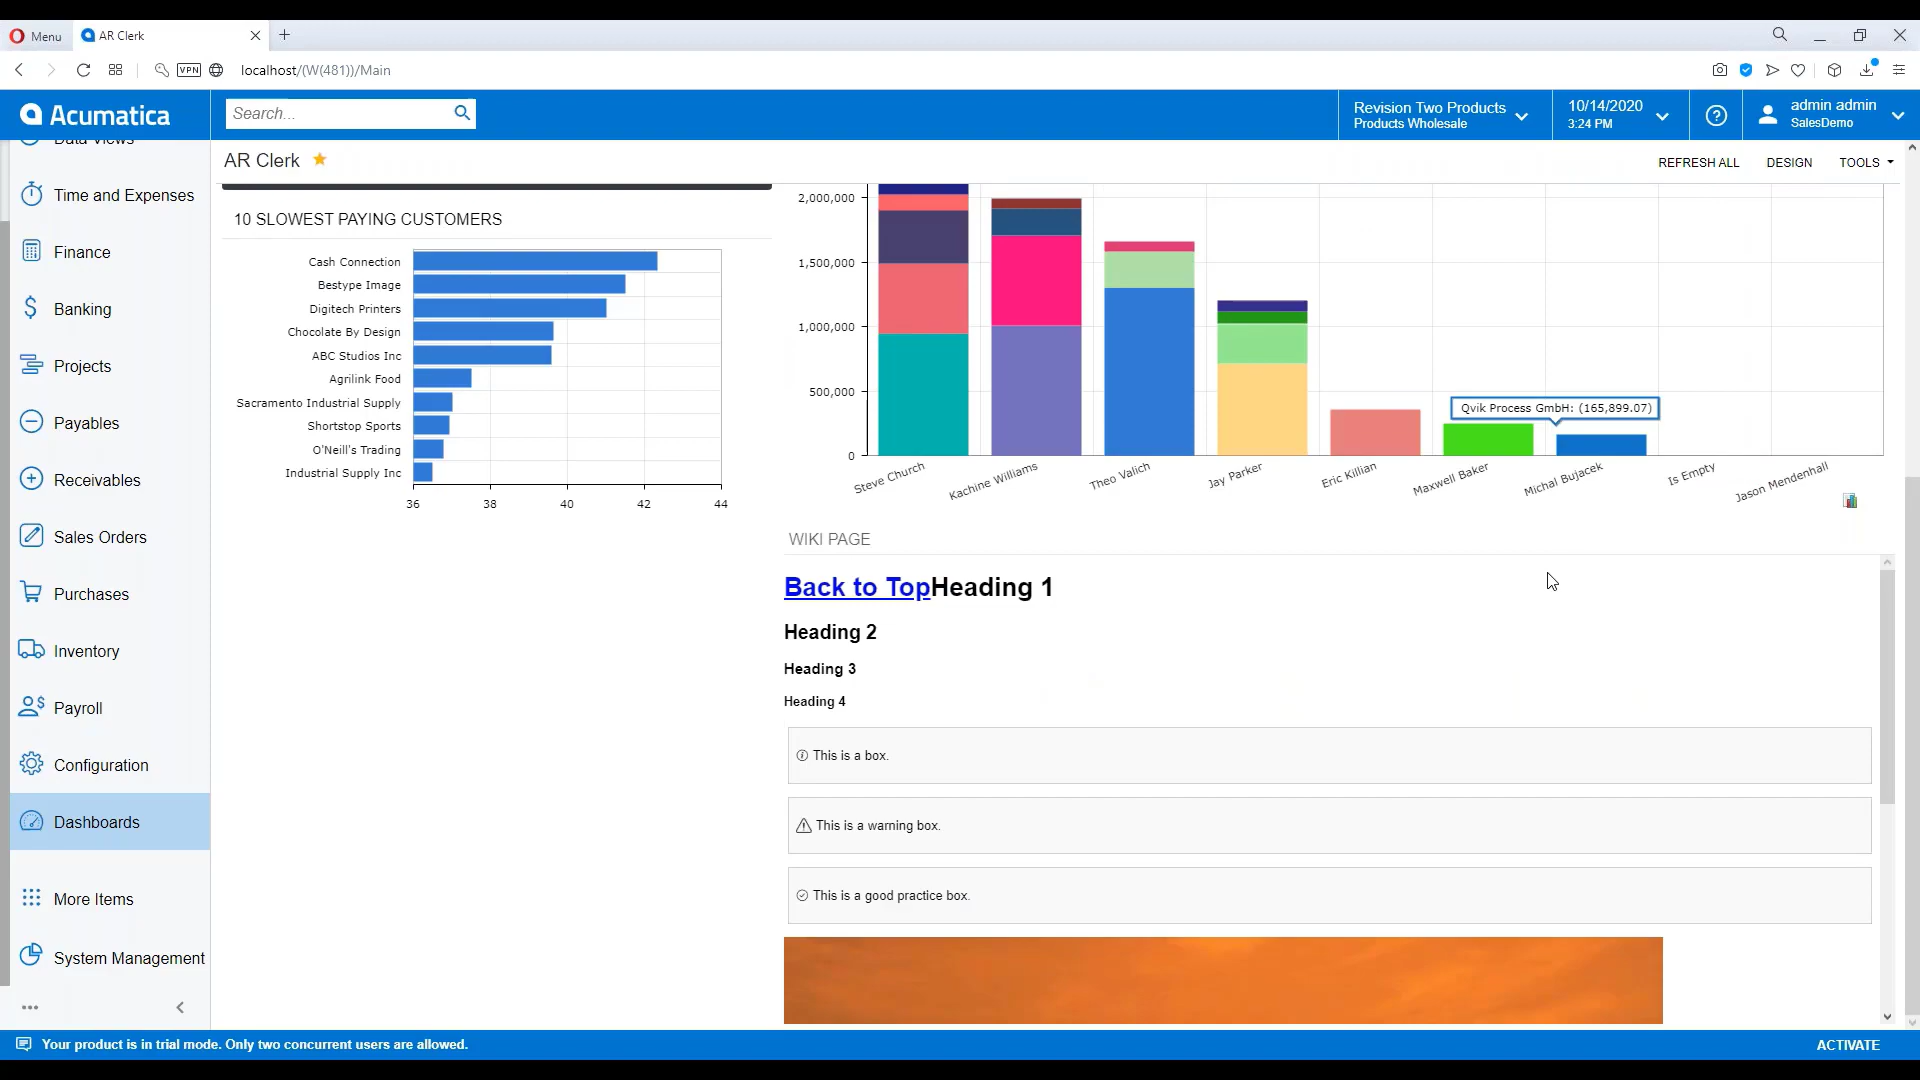 Menu
AR Clerk
VPN
localhost/(W(481))/Main
Acumatica
Search...
Revision Two Products
Products Wholesale
10/14/2020
3:24 PM
admin admin
SalesDemo
Data Views
Time and Expenses
Finance
Banking
Projects
Payables
Receivables
Sales Orders
Purchases
Inventory
Payroll
Configuration
Dashboards
More Items
System Management
AR Clerk
REFRESH ALL
DESIGN
TOOLS
10 SLOWEST PAYING CUSTOMERS
Cash Connection
Bestype Image
Digitech Printers
Chocolate By Design
ABC Studios Inc
Agrilink Food
Sacramento Industrial Supply
Shortstop Sports
O'Neill's Trading
Industrial Supply Inc
36 38 40 42 44
2,000,000
1,500,000
1,000,000
500,000
0
Qvik Process GmbH: (165,899.07)
Steve Church
Kachine Williams
Theo Valich
Jay Parker
Eric Killian
Maxwell Baker
Michal Bujacek
Is Empty
Jason Mendenhall
WIKI PAGE
Back to TopHeading 1
Heading 2
Heading 3
Heading 4
This is a box.
This is a warning box.
This is a good practice box.
Your product is in trial mode. Only two concurrent users are allowed.
ACTIVATE